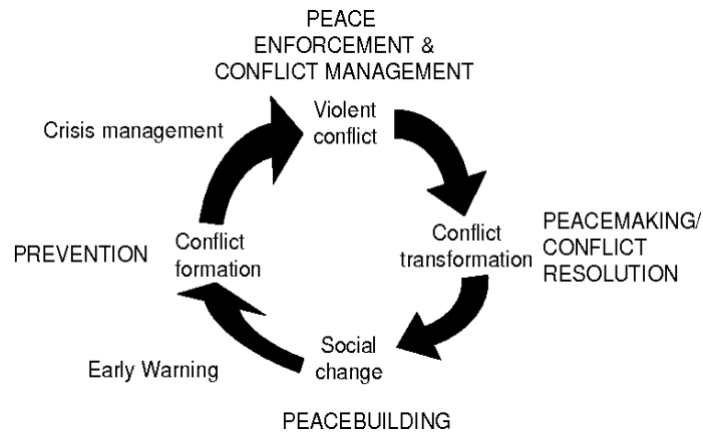 PEACE
ENFORCEMENT &
CONFLICT MANAGEMENT
Violent
conflict
Crisis management
Conflict
transformation
PEACEMAKING/
CONFLICT
RESOLUTION
PREVENTION
Conflict
formation
Social
change
Early Warning
PEACEBUILDING